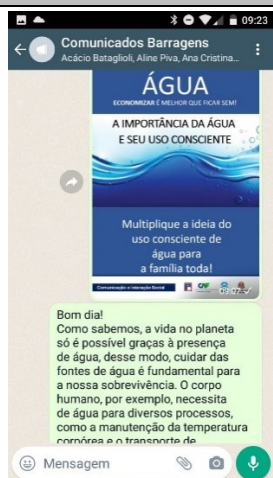 09:23
Comunicados Barragens
Acácio Bataglioli, Aline Piva, Ana Cristina...
ÁGUA
ECONOMIZAR É MELHOR QUE FICAR SEM!
A IMPORTÂNCIA DA ÁGUA
E SEU USO CONSCIENTE
Multiplique a ideia do
uso consciente de
água para
a família toda!
Comunicação e Interação Social
09:07
Bom dia!
Como sabemos, a vida no planeta
só é possível graças à presença
de água, desse modo, cuidar das
fontes de água é fundamental para
a nossa sobrevivência. O corpo
humano, por exemplo, necessita
de água para diversos processos,
como a manutenção da temperatura
corpórea e o transporte de
Mensagem